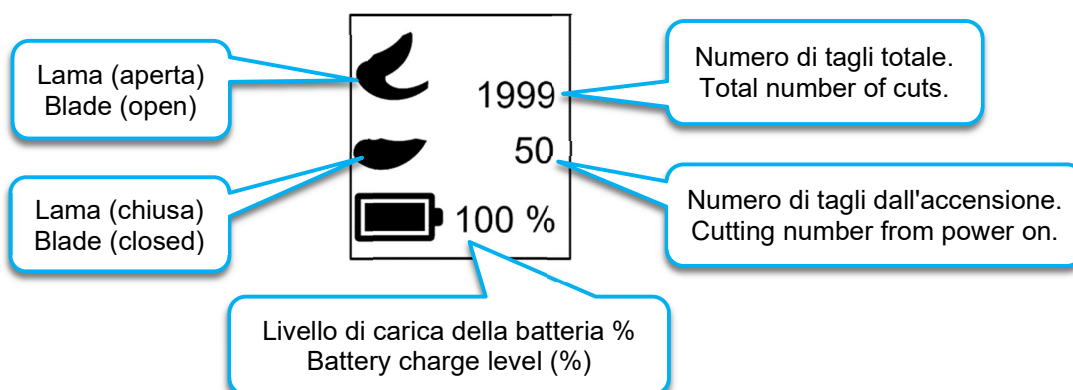 Lama (aperta)
Blade (open)
1999
Numero di tagli totale.
Total number of cuts.
Lama (chiusa)
Blade (closed)
50
Numero di tagli dall'accensione.
Cutting number from power on.
100 %
Livello di carica della batteria %
Battery charge level (%)